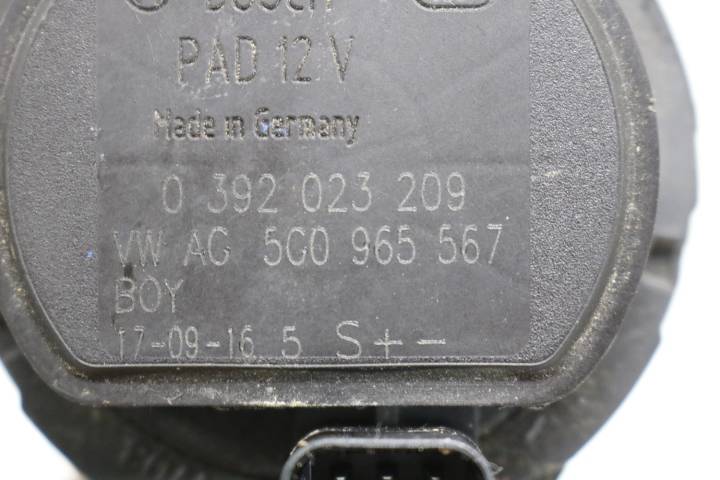 BOSCH
PAD 12 V
Made in Germany
0 392 023 209
VW AG 5G0 965 567
BOY
17-09-16 5 S + -